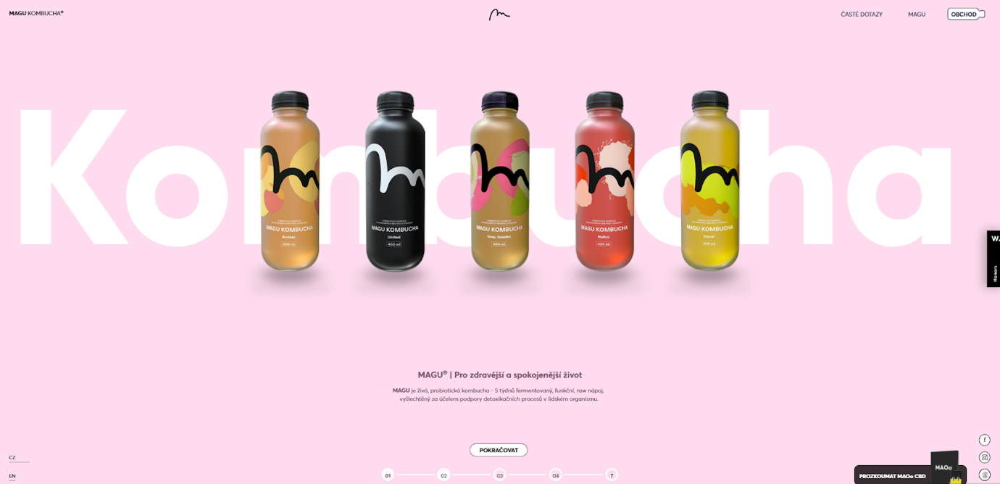 MAGU KOMBUCHA®
ČASTÉ DOTAZY
MAGU
OBCHOD
Kombucha
MAGU KOMBUCHA
Broskev
400 ml
MAGU KOMBUCHA
Limited
400 ml
MAGU KOMBUCHA
Grep, bazalka
400 ml
MAGU KOMBUCHA
Malina
400 ml
MAGU KOMBUCHA
Zázvor
400 ml
W.
Honors
MAGU® | Pro zdravější a spokojenější život
MAGU je živá, probiotická kombucha - 5 týdnů fermentovaný, funkční, raw nápoj,
vyšlechtěný za účelem podpory detoxikačních procesů v lidském organismu.
POKRAČOVAT
CZ
EN
01
02
03
04
?
PROZKOUMAT MAOo CBD
MAOo
f
@